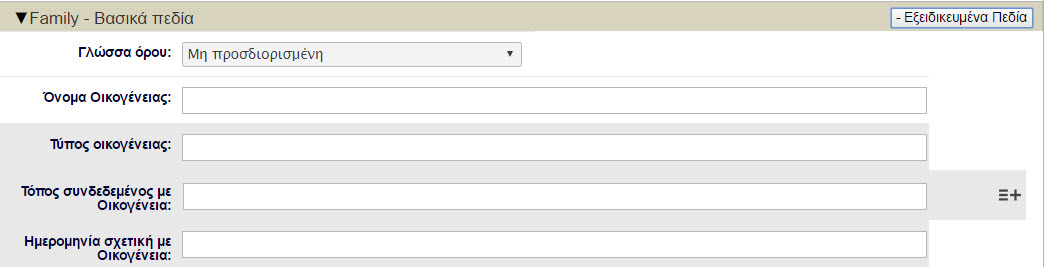 ▼Family - Βασικά πεδία
- Εξειδικευμένα Πεδία
Γλώσσα όρου:
Μη προσδιορισμένη
Όνομα Οικογένειας:
Τύπος οικογένειας:
Τόπος συνδεδεμένος με
Οικογένεια:
Ημερομηνία σχετική με
Οικογένεια: